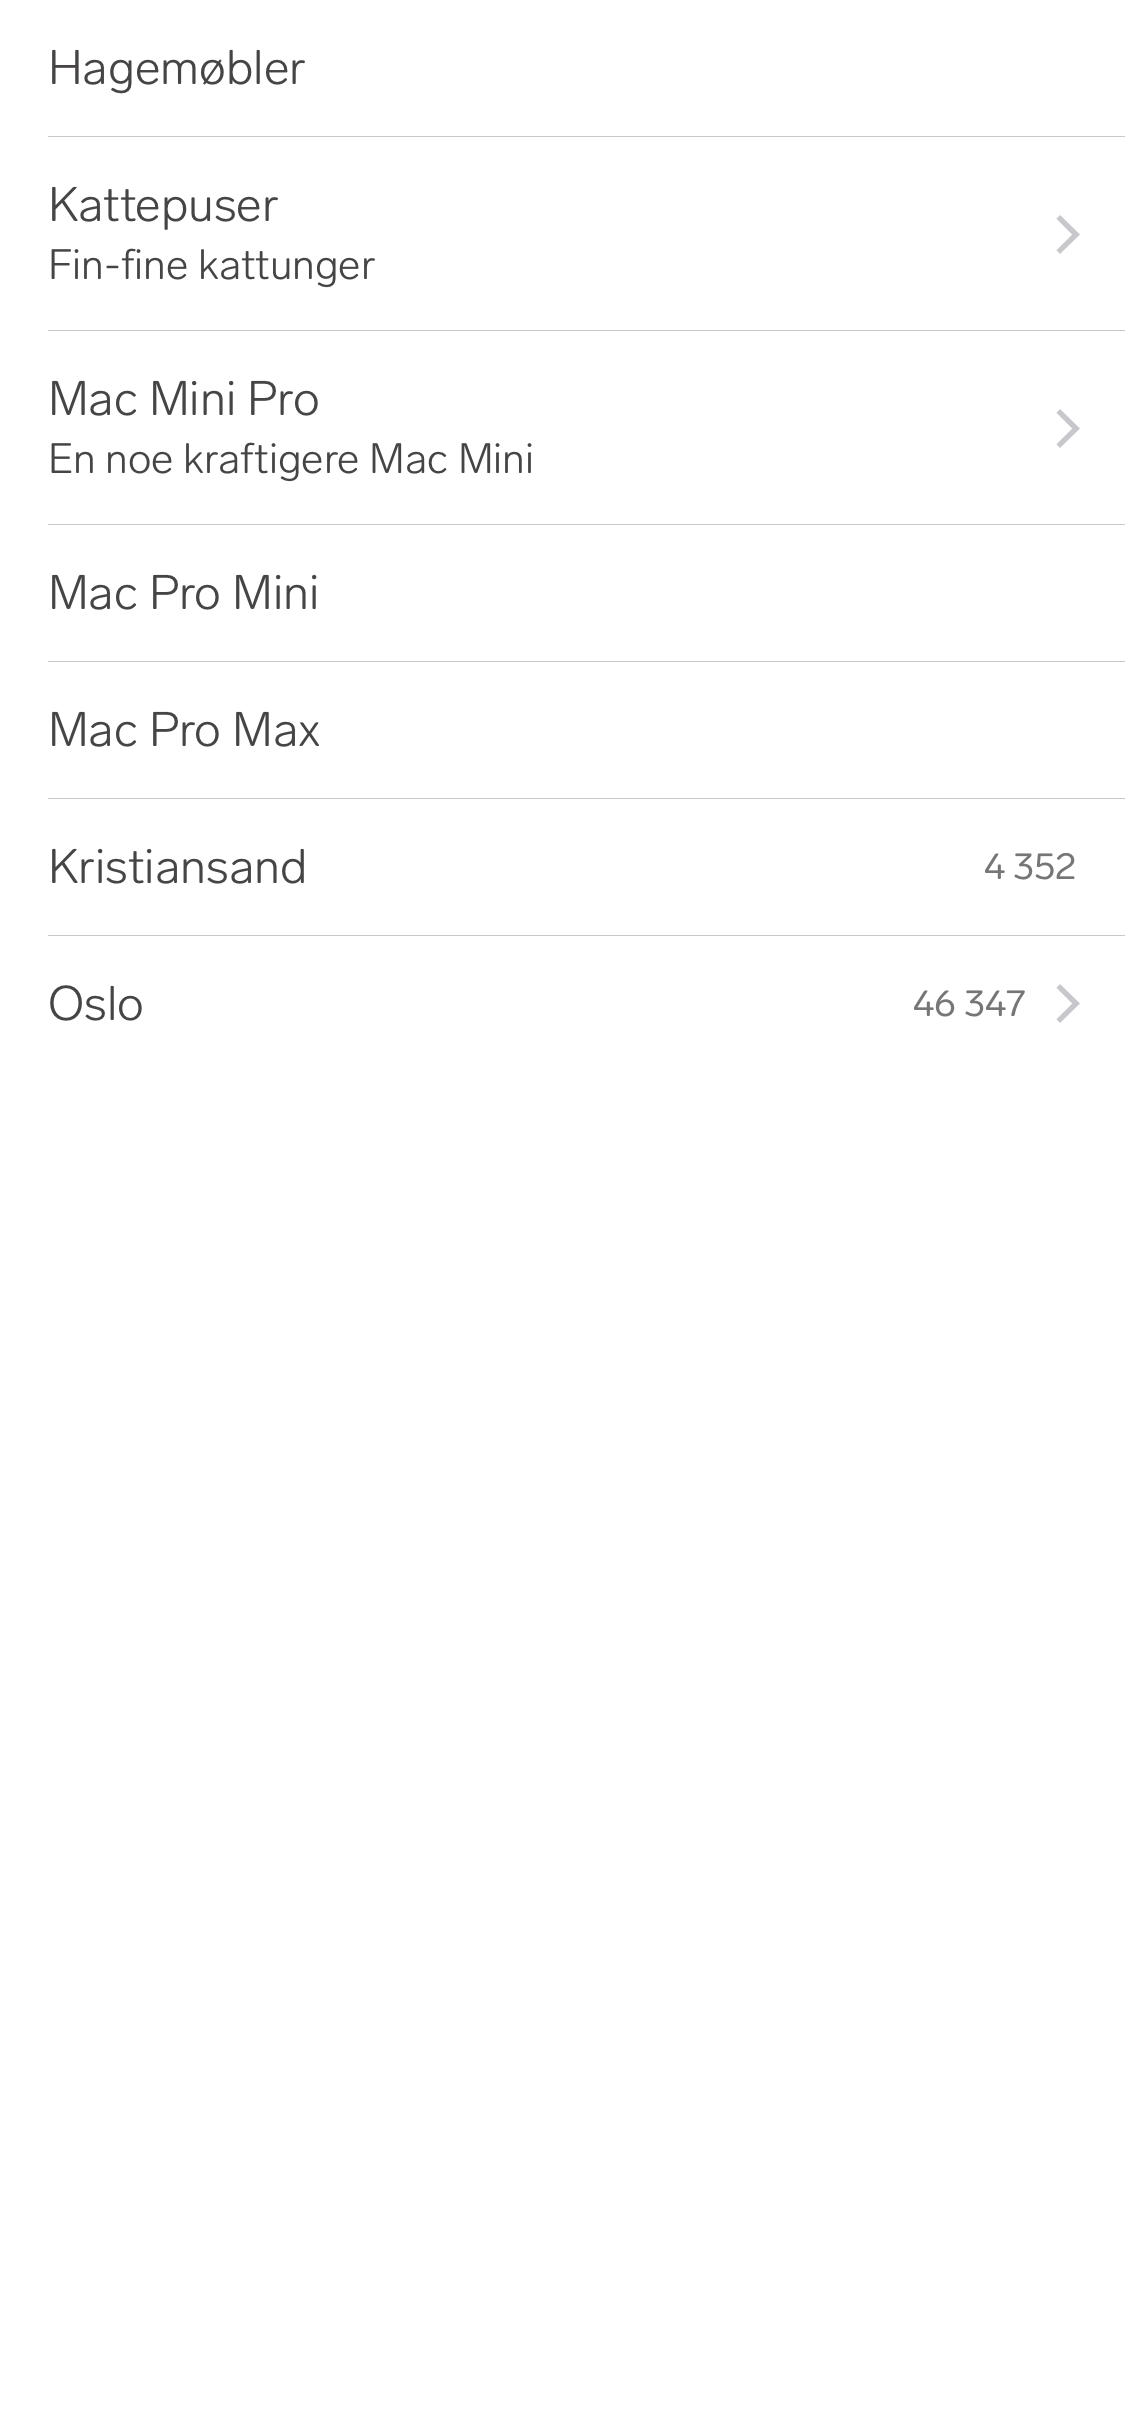 Hagemøbler
Kattepuser
Fin-fine kattunger
Mac Mini Pro
En noe kraftigere Mac Mini
Mac Pro Mini
Mac Pro Max
Kristiansand 4 352
Oslo 46 347